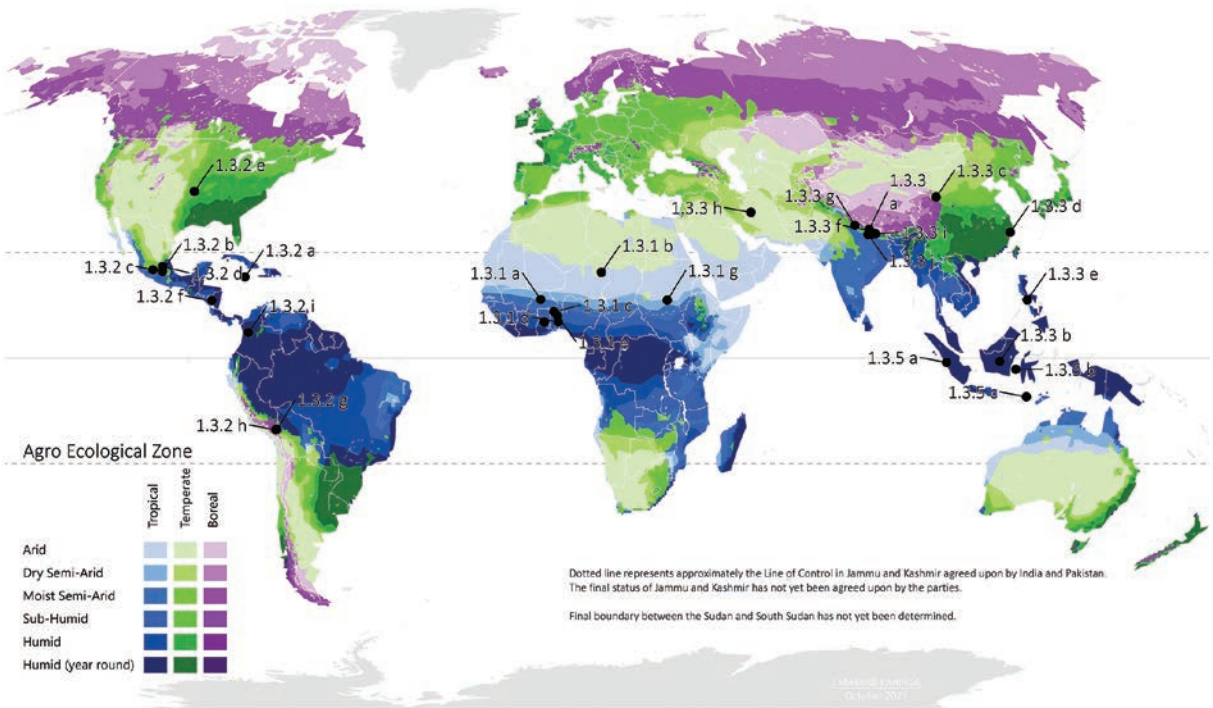 1.3.2 e
1.3.3 c
1.3.3
a
1.3.3 g
1.3.3 h
1.3.3 d
1.3.3 f
1.3.3 i
1.3.2 b
1.3.2 a
1.3.2 c
1.3.2 d
1.3.1 b
1.3.2 f
1.3.1 a
1.3.1 g
1.3.3 e
1.3.2 i
1.3.1 c
1.3.3 b
1.3.5 a
1.3.2 g
1.3.2 h
Agro Ecological Zone
Tropical
Temperate
Boreal
Arid
Dry Semi-Arid
Moist Semi-Arid
Sub-Humid
Humid
Humid (year round)
Dotted line represents approximately the Line of Control in Jammu and Kashmir agreed upon by India and Pakistan.
The final status of Jammu and Kashmir has not yet been agreed upon by the parties.
Final boundary between the Sudan and South Sudan has not yet been determined.